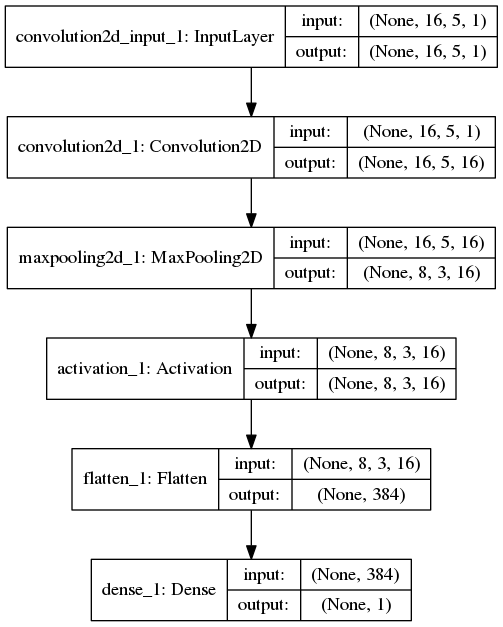 convolution2d_input_1: InputLayer
input: (None, 16, 5, 1)
output: (None, 16, 5, 1)
convolution2d_1: Convolution2D
input: (None, 16, 5, 1)
output: (None, 16, 5, 16)
maxpooling2d_1: MaxPooling2D
input: (None, 16, 5, 16)
output: (None, 8, 3, 16)
activation_1: Activation
input: (None, 8, 3, 16)
output: (None, 8, 3, 16)
flatten_1: Flatten
input: (None, 8, 3, 16)
output: (None, 384)
dense_1: Dense
input: (None, 384)
output: (None, 1)